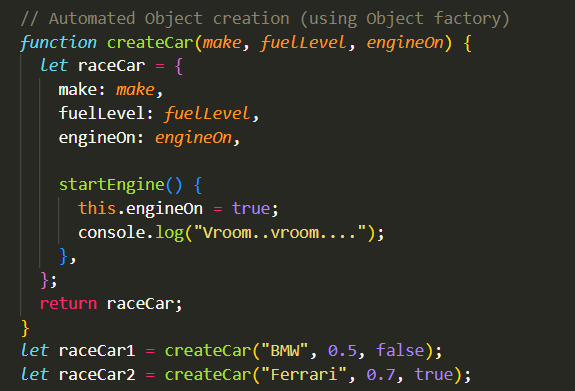 // Automated Object creation (using Object factory)
function createCar(make, fuelLevel, engineOn) {
  let raceCar = {
    make: make,
    fuelLevel: fuelLevel,
    engineOn: engineOn,

    startEngine() {
      this.engineOn = true;
      console.log("Vroom..vroom....");
    },
  };
  return raceCar;
}
let raceCar1 = createCar("BMW", 0.5, false);
let raceCar2 = createCar("Ferrari", 0.7, true);